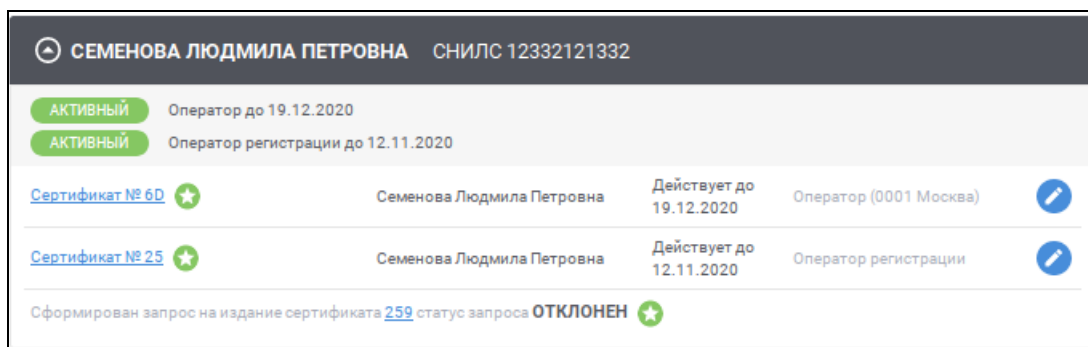 СЕМЕНОВА ЛЮДМИЛА ПЕТРОВНА СНИЛС 12332121332
АКТИВНЫЙ Оператор до 19.12.2020
АКТИВНЫЙ Оператор регистрации до 12.11.2020
Сертификат № 6D Семенова Людмила Петровна Действует до 19.12.2020 Оператор (0001 Москва)
Сертификат № 25 Семенова Людмила Петровна Действует до 12.11.2020 Оператор регистрации
Сформирован запрос на издание сертификата 259 статус запроса ОТКЛОНЕН